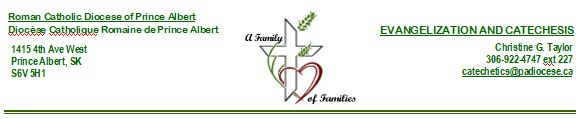 Roman Catholic Diocese of Prince Albert
Diocèse Catholique Romaine de Prince Albert
1415 4th Ave West
Prince Albert, SK
S6V 5H1
A Family
of Families
EVANGELIZATION AND CATECHESIS
Christine G. Taylor
306-922-4747 ext 227
catechetics@padiocese.ca